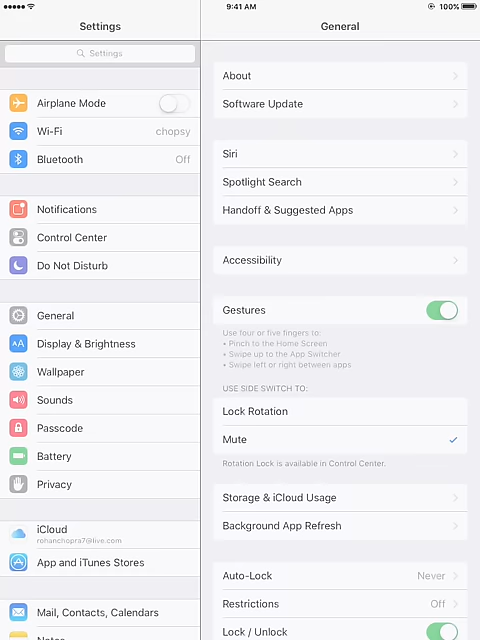 9:41 AM
100%
Settings
Settings
Airplane Mode
Wi-Fi
chopsy
Bluetooth
Off
Notifications
Control Center
Do Not Disturb
General
AA
Display & Brightness
Wallpaper
Sounds
Passcode
Battery
Privacy
iCloud
rohanchopra7@live.com
App and iTunes Stores
Mail, Contacts, Calendars
Notes
General
About
Software Update
Siri
Spotlight Search
Handoff & Suggested Apps
Accessibility
Gestures
Use four or five fingers to:
• Pinch to the Home Screen
• Swipe up to the App Switcher
• Swipe left or right between apps
USE SIDE SWITCH TO:
Lock Rotation
Mute
Rotation Lock is available in Control Center.
Storage & iCloud Usage
Background App Refresh
Auto-Lock
Never
Restrictions
Off
Lock / Unlock